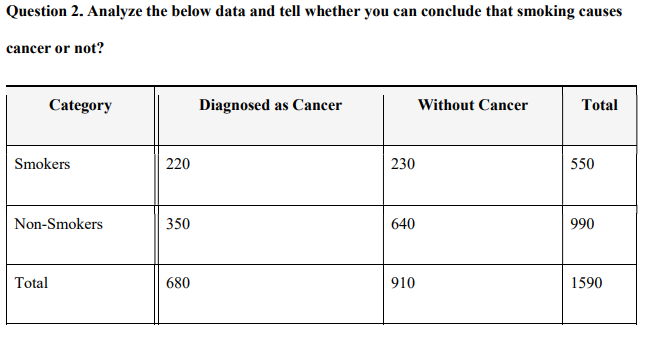 Question 2. Analyze the below data and tell whether you can conclude that smoking causes
cancer or not?
Category Diagnosed as Cancer Without Cancer Total
Smokers 220 230 550
Non-Smokers 350 640 990
Total 680 910 1590